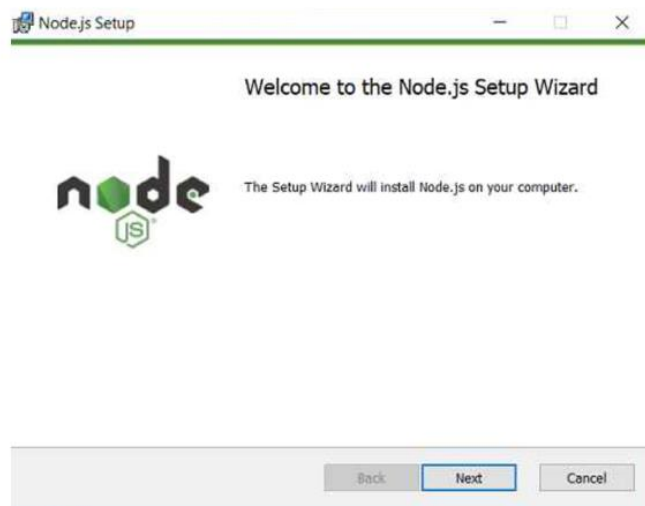 Node.js Setup
Welcome to the Node.js Setup Wizard
node
JS
The Setup Wizard will install Node.js on your computer.
Back Next Cancel